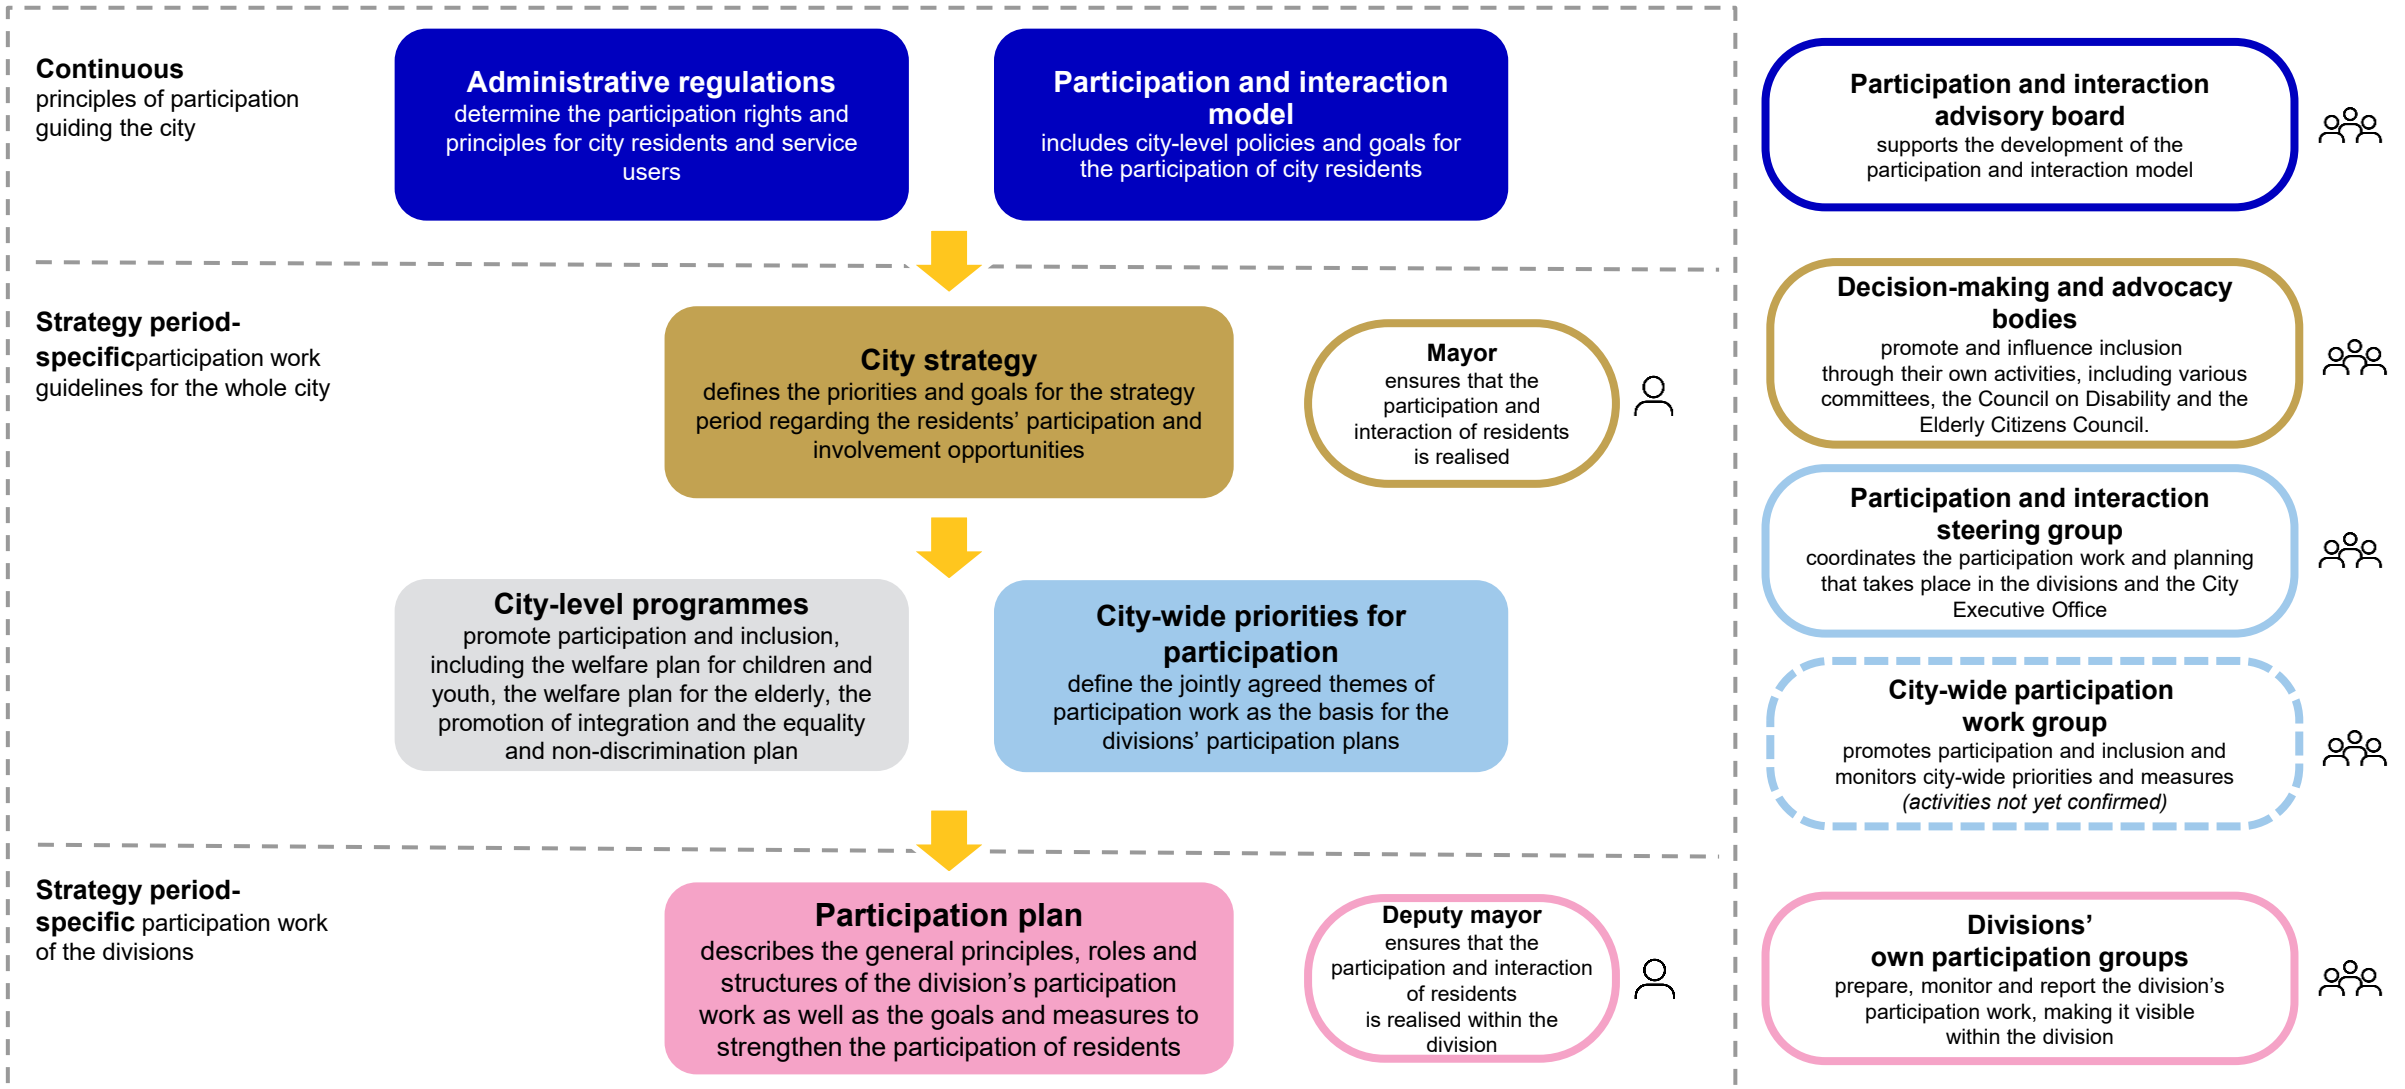 Continuous
principles of participation
guiding the city
Administrative regulations
determine the participation rights and
principles for city residents and service
users
Participation and interaction
model
includes city-level policies and goals for
the participation of city residents
Participation and interaction
advisory board
supports the development of the
participation and interaction model
Strategy period-
specificparticipation work
guidelines for the whole city
City strategy
defines the priorities and goals for the strategy
period regarding the residents’ participation and
involvement opportunities
Mayor
ensures that the
participation and
interaction of residents
is realised
Decision-making and advocacy
bodies
promote and influence inclusion
through their own activities, including various
committees, the Council on Disability and the
Elderly Citizens Council.
Participation and interaction
steering group
coordinates the participation work and planning
that takes place in the divisions and the City
Executive Office
City-level programmes
promote participation and inclusion,
including the welfare plan for children and
youth, the welfare plan for the elderly, the
promotion of integration and the equality
and non-discrimination plan
City-wide priorities for
participation
define the jointly agreed themes of
participation work as the basis for the
divisions’ participation plans
City-wide participation
work group
promotes participation and inclusion and
monitors city-wide priorities and measures
(activities not yet confirmed)
Strategy period-
specific participation work
of the divisions
Participation plan
describes the general principles, roles and
structures of the division’s participation
work as well as the goals and measures to
strengthen the participation of residents
Deputy mayor
ensures that the
participation and interaction
of residents
is realised within the
division
Divisions’
own participation groups
prepare, monitor and report the division’s
participation work, making it visible
within the division